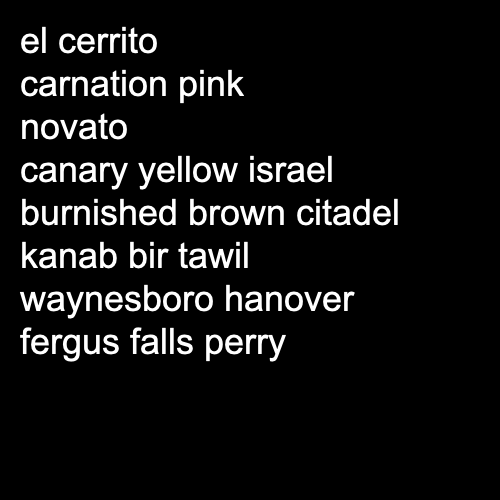 el cerrito
carnation pink
novato
canary yellow israel
burnished brown citadel
kanab bir tawil
waynesboro hanover
fergus falls perry